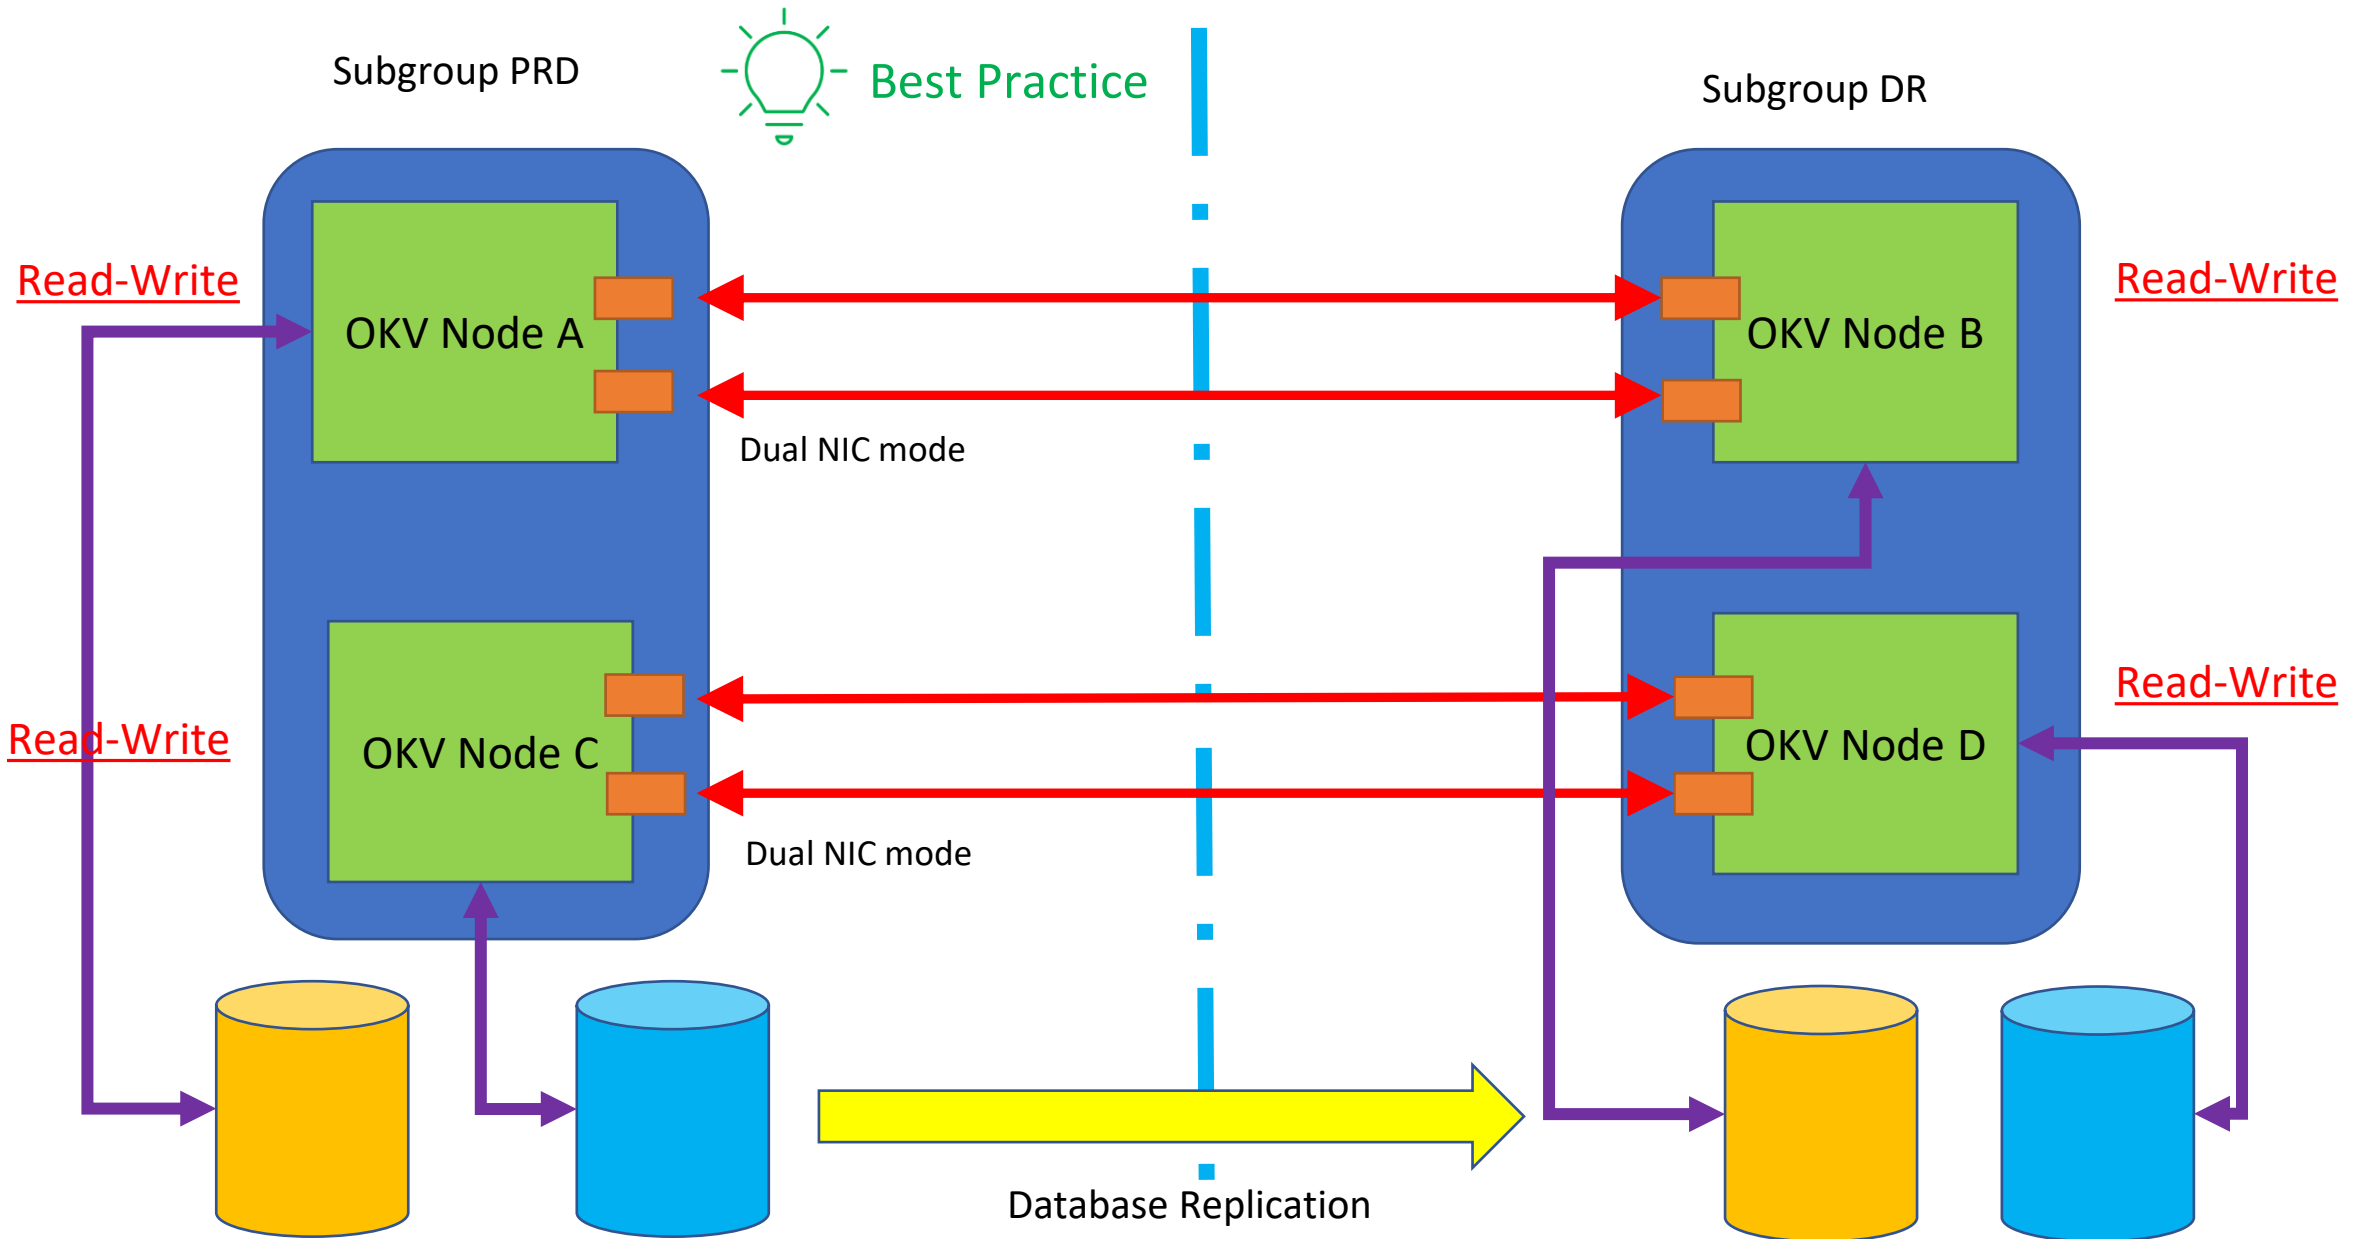 Subgroup PRD
Best Practice
Subgroup DR
Read-Write
OKV Node A
OKV Node B
Read-Write
Dual NIC mode
Read-Write
OKV Node C
OKV Node D
Read-Write
Dual NIC mode
Database Replication